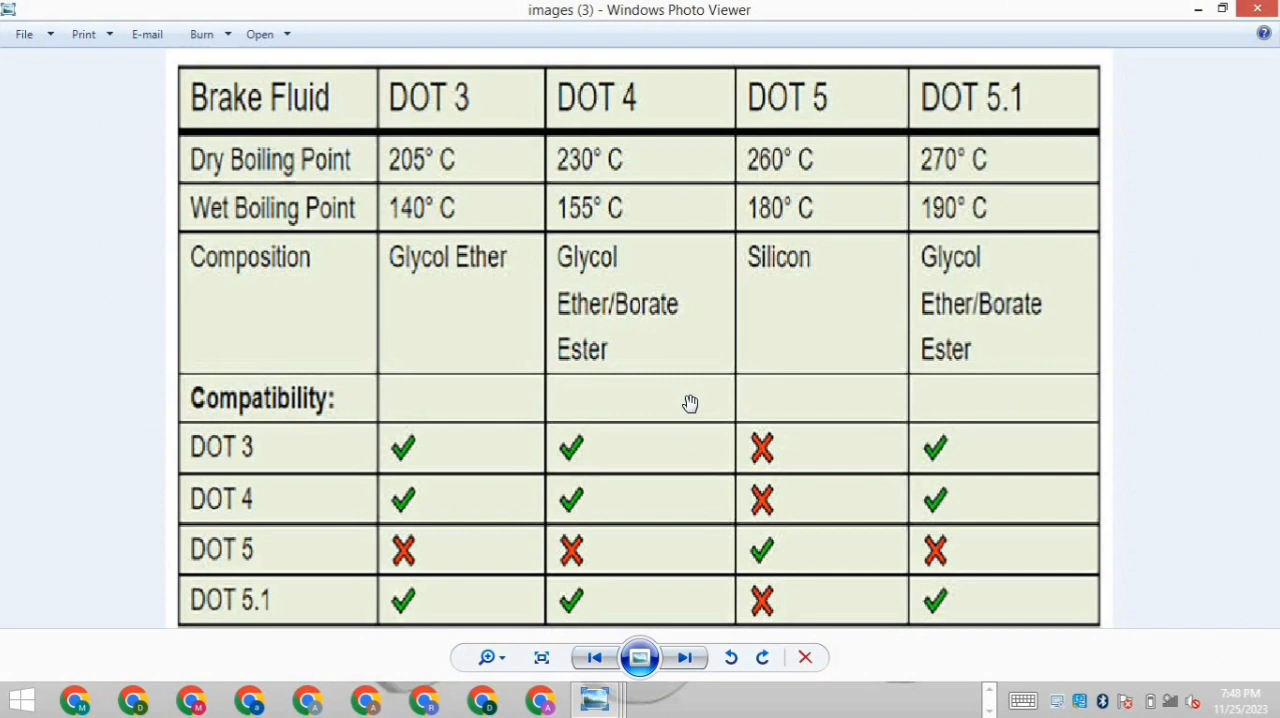 images (3) - Windows Photo Viewer
File Print E-mail Burn Open
Brake Fluid DOT 3 DOT 4 DOT 5 DOT 5.1
Dry Boiling Point 205° C 230° C 260° C 270° C
Wet Boiling Point 140° C 155° C 180° C 190° C
Composition Glycol Ether Glycol Silicon Glycol
Ether/Borate Ether/Borate
Ester Ester
Compatibility:
DOT 3
DOT 4
DOT 5
DOT 5.1
M D M a A A R D A
7:48 PM
11/25/2023